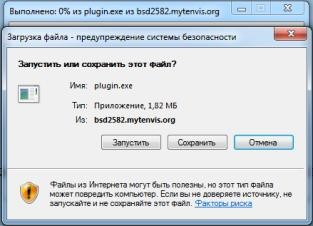 Выполнено: 0% из plugin.exe из bsd2582.mytenvis.org
Загрузка файла - предупреждение системы безопасности
Запустить или сохранить этот файл?
Имя: plugin.exe
Тип: Приложение, 1,82 МБ
Из: bsd2582.mytenvis.org
Запустить Сохранить Отмена
Файлы из Интернета могут быть полезны, но этот тип файла
может повредить компьютер. Если вы не доверяете источнику, не
запускайте и не сохраняйте этот файл. Факторы риска